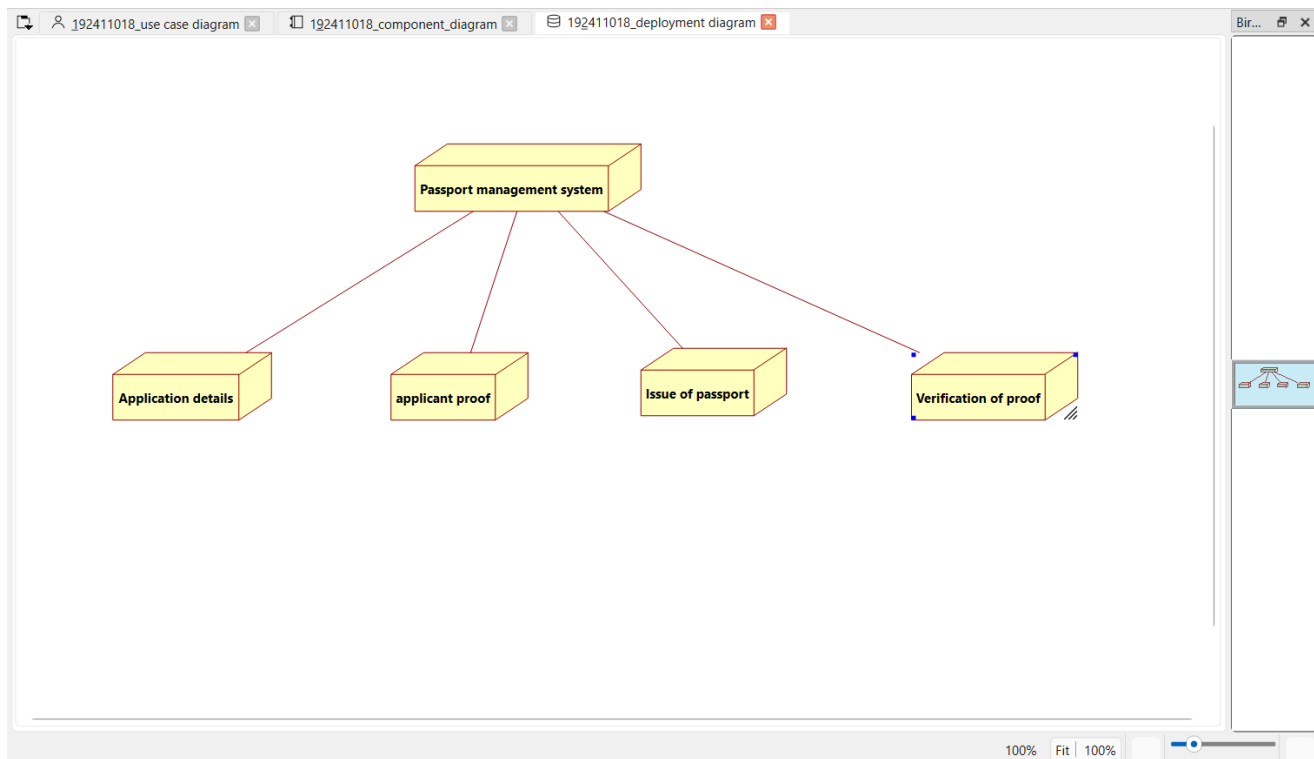 192411018_use case diagram
192411018_component_diagram
192411018_deployment diagram
Bir...
Passport management system
Application details
applicant proof
Issue of passport
Verification of proof
100%
Fit
100%